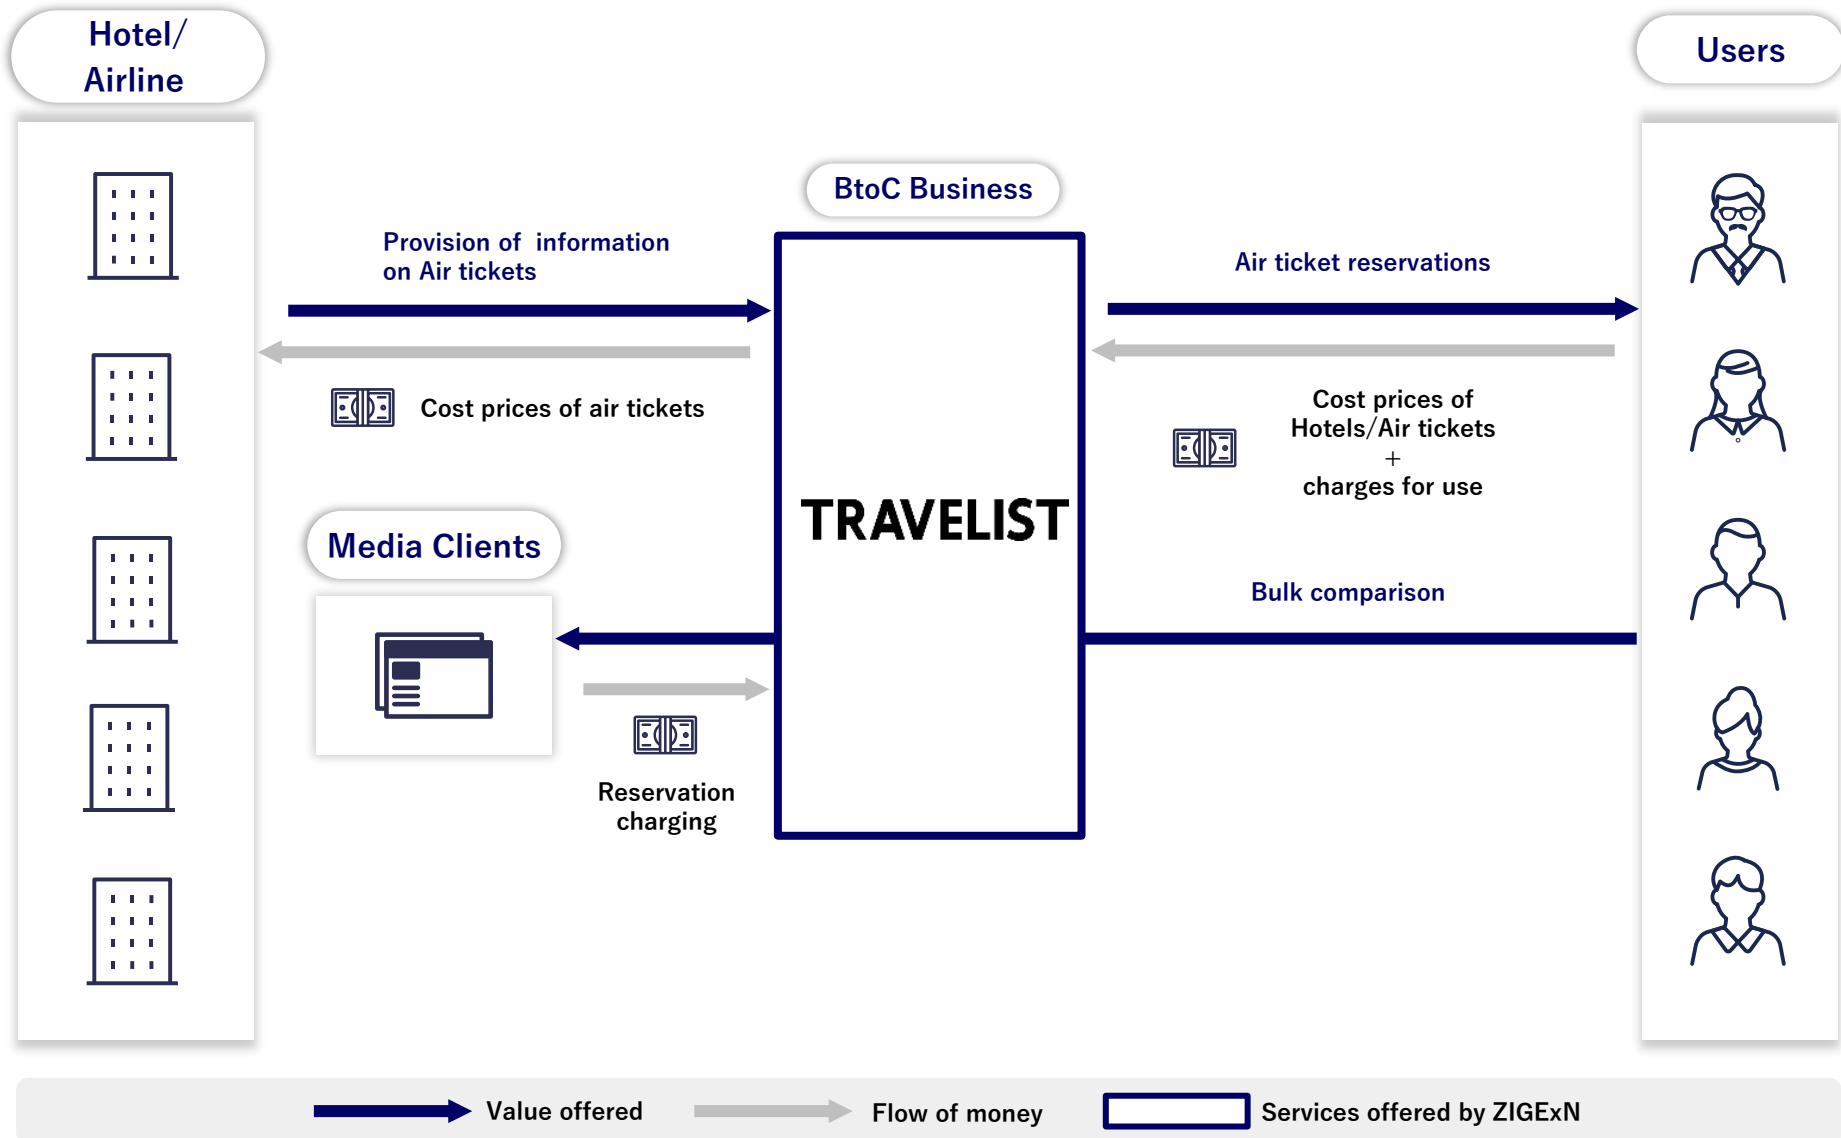 Hotel/
Airline
Users
BtoC Business
Provision of information
on Air tickets
Air ticket reservations
Cost prices of air tickets
Cost prices of
Hotels/Air tickets
+
charges for use
TRAVELIST
Media Clients
Bulk comparison
Reservation
charging
Value offered
Flow of money
Services offered by ZIGExN